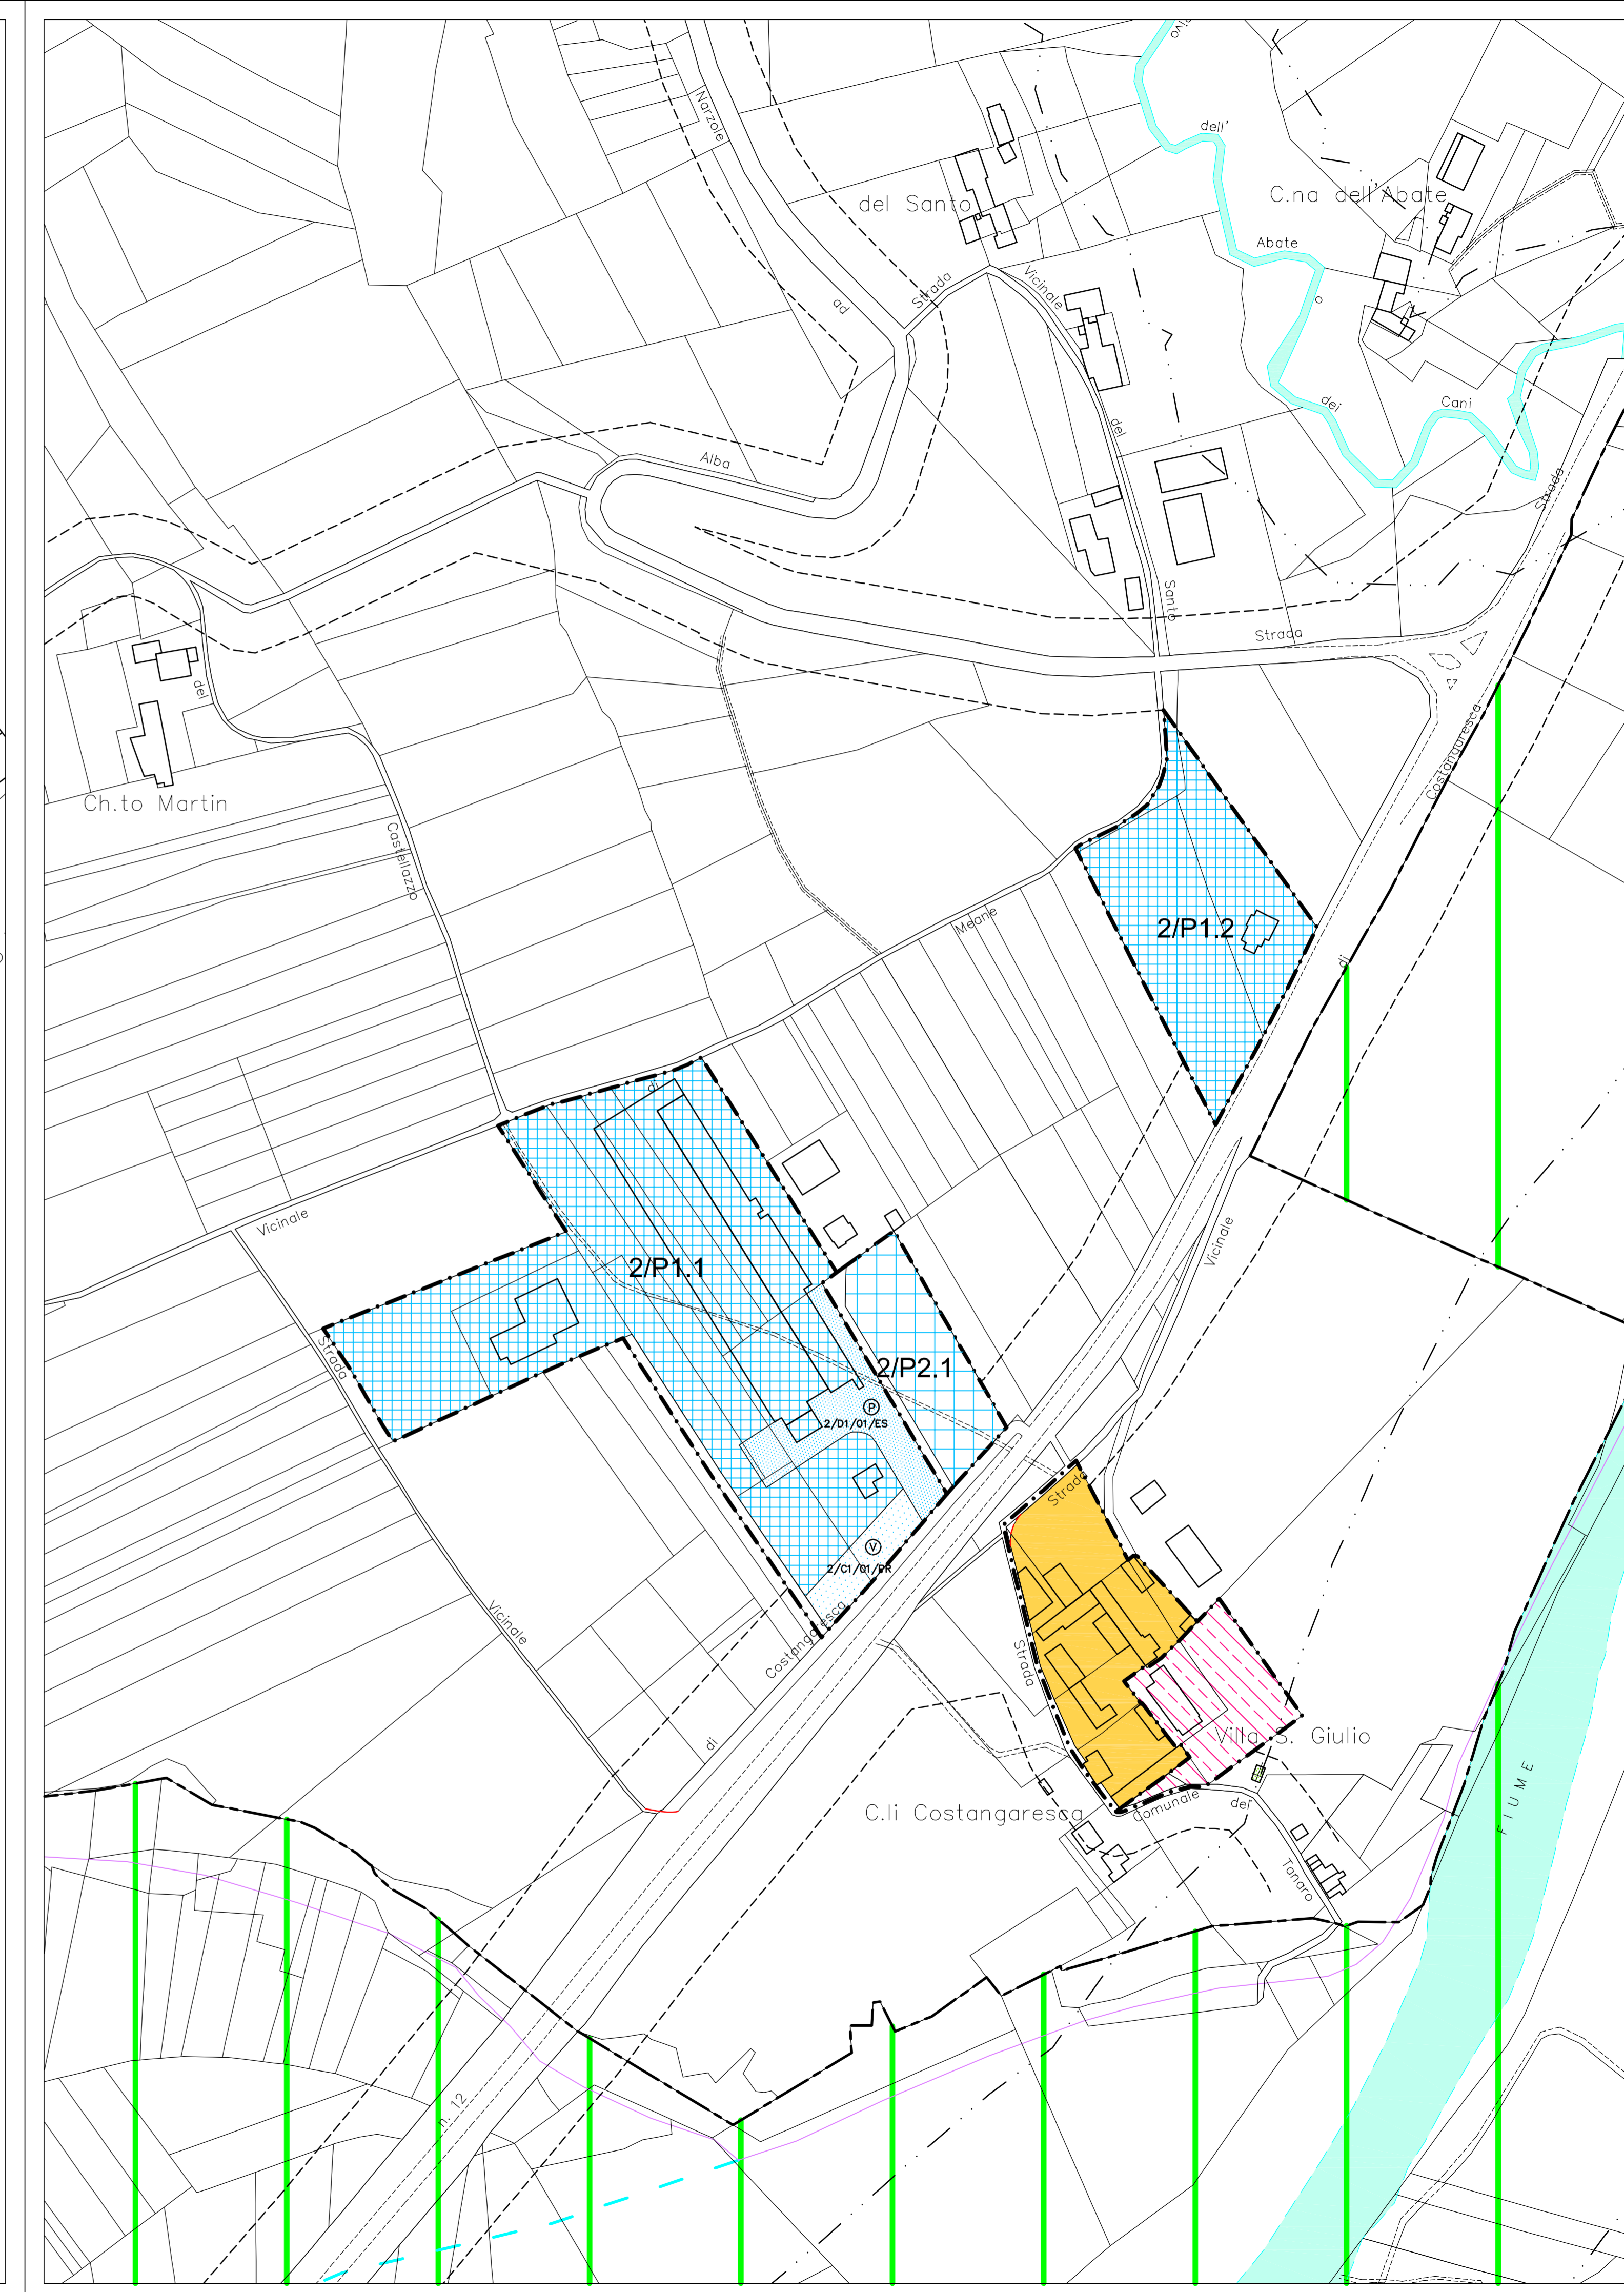 Narzole
dell'
del Santo
C.na dell'Abate
Abate
Vicinale
Strada
ad
dei
Cani
del
Alba
Strada
Santo
Strada
del
Costangaresca
Ch.to Martin
Castellazzo
Meane
2/P1.2
di
di
Vicinale
Vicinale
2/P1.1
Strada
2/P2.1
P
2/D1/01/ES
Strada
V
2/C1/01/PR
Vicinale
Costangaresca
Strada
di
Villa S. Giulio
FIUME
C.li Costangaresca
Comunale
del
Tanaro
n. 12